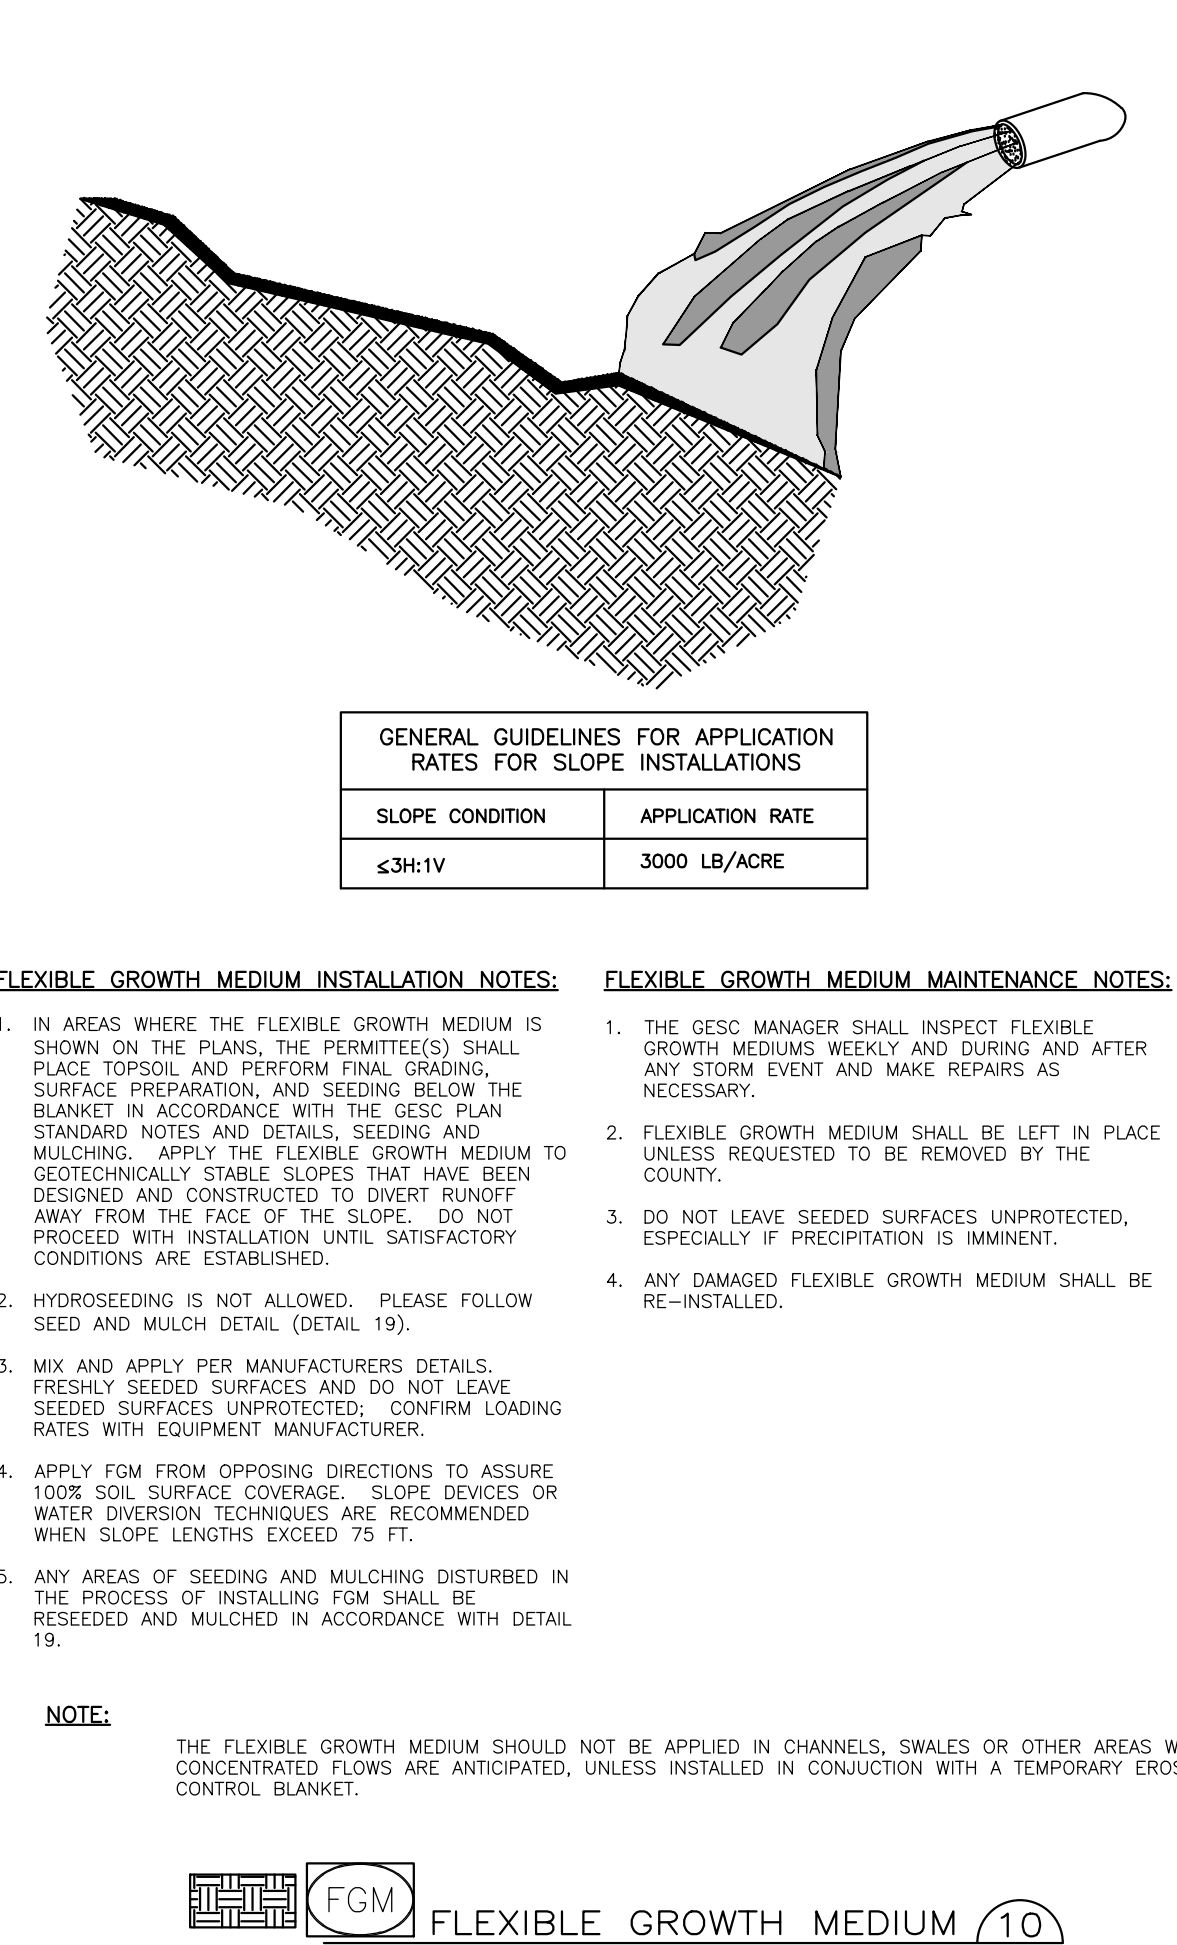 GENERAL GUIDELINES FOR APPLICATION
RATES FOR SLOPE INSTALLATIONS
SLOPE CONDITION
APPLICATION RATE
≤3H:1V
3000 LB/ACRE
FLEXIBLE GROWTH MEDIUM INSTALLATION NOTES:
1. IN AREAS WHERE THE FLEXIBLE GROWTH MEDIUM IS
SHOWN ON THE PLANS, THE PERMITTEE(S) SHALL
PLACE TOPSOIL AND PERFORM FINAL GRADING,
SURFACE PREPARATION, AND SEEDING BELOW THE
BLANKET IN ACCORDANCE WITH THE GESC PLAN
STANDARD NOTES AND DETAILS, SEEDING AND
MULCHING. APPLY THE FLEXIBLE GROWTH MEDIUM TO
GEOTECHNICALLY STABLE SLOPES THAT HAVE BEEN
DESIGNED AND CONSTRUCTED TO DIVERT RUNOFF
AWAY FROM THE FACE OF THE SLOPE. DO NOT
PROCEED WITH INSTALLATION UNTIL SATISFACTORY
CONDITIONS ARE ESTABLISHED.
2. HYDROSEEDING IS NOT ALLOWED. PLEASE FOLLOW
SEED AND MULCH DETAIL (DETAIL 19).
3. MIX AND APPLY PER MANUFACTURERS DETAILS.
FRESHLY SEEDED SURFACES AND DO NOT LEAVE
SEEDED SURFACES UNPROTECTED; CONFIRM LOADING
RATES WITH EQUIPMENT MANUFACTURER.
4. APPLY FGM FROM OPPOSING DIRECTIONS TO ASSURE
100% SOIL SURFACE COVERAGE. SLOPE DEVICES OR
WATER DIVERSION TECHNIQUES ARE RECOMMENDED
WHEN SLOPE LENGTHS EXCEED 75 FT.
5. ANY AREAS OF SEEDING AND MULCHING DISTURBED IN
THE PROCESS OF INSTALLING FGM SHALL BE
RESEEDED AND MULCHED IN ACCORDANCE WITH DETAIL
19.
FLEXIBLE GROWTH MEDIUM MAINTENANCE NOTES:
1. THE GESC MANAGER SHALL INSPECT FLEXIBLE
GROWTH MEDIUMS WEEKLY AND DURING AND AFTER
ANY STORM EVENT AND MAKE REPAIRS AS
NECESSARY.
2. FLEXIBLE GROWTH MEDIUM SHALL BE LEFT IN PLACE
UNLESS REQUESTED TO BE REMOVED BY THE
COUNTY.
3. DO NOT LEAVE SEEDED SURFACES UNPROTECTED,
ESPECIALLY IF PRECIPITATION IS IMMINENT.
4. ANY DAMAGED FLEXIBLE GROWTH MEDIUM SHALL BE
RE-INSTALLED.
NOTE:
THE FLEXIBLE GROWTH MEDIUM SHOULD NOT BE APPLIED IN CHANNELS, SWALES OR OTHER AREAS
CONCENTRATED FLOWS ARE ANTICIPATED, UNLESS INSTALLED IN CONJUCTION WITH A TEMPORARY
CONTROL BLANKET.
FGM
FLEXIBLE GROWTH MEDIUM 10